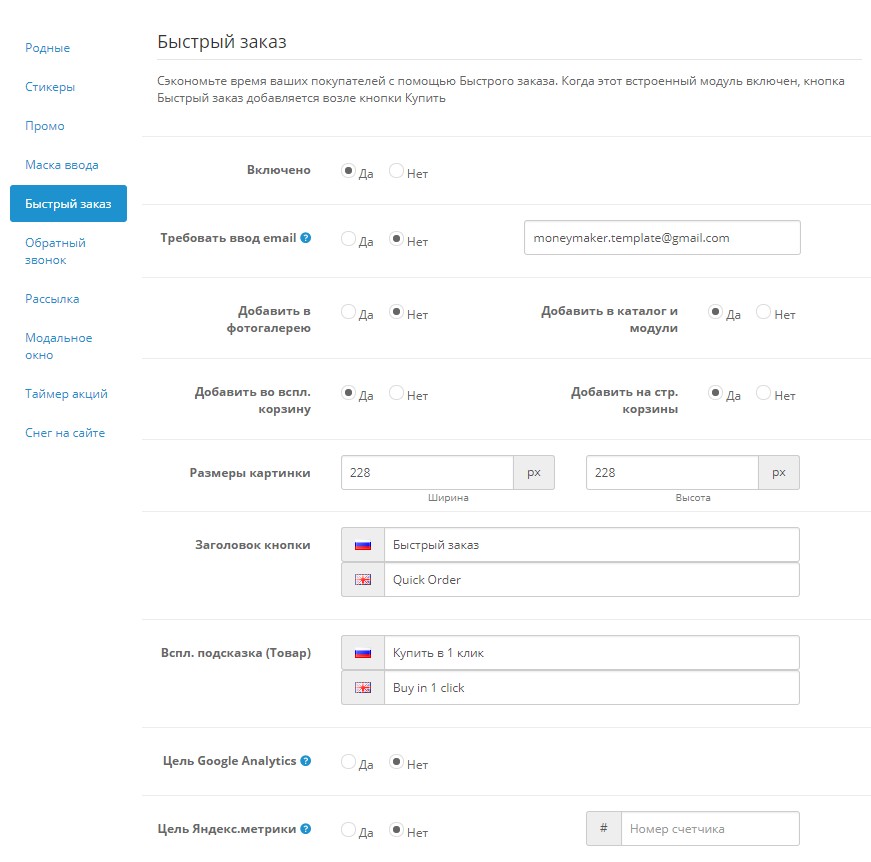 Родные
Стикеры
Промо
Маска ввода
Быстрый заказ
Обратный
звонок
Рассылка
Модальное
окно
Таймер акций
Снег на сайте
Быстрый заказ
Сэкономьте время ваших покупателей с помощью Быстрого заказа. Когда этот встроенный модуль включен, кнопка
Быстрый заказ добавляется возле кнопки Купить
Включено Да Нет
Требовать ввод email ? Да Нет moneymaker.template@gmail.com
Добавить в
фотогалерею Да Нет
Добавить в каталог и
модули Да Нет
Добавить во вспл.
корзину Да Нет
Добавить на стр.
корзины Да Нет
Размеры картинки 228 px 228 px
Ширина Высота
Заголовок кнопки Быстрый заказ
Quick Order
Вспл. подсказка (Товар) Купить в 1 клик
Buy in 1 click
Цель Google Analytics ? Да Нет
Цель Яндекс.метрики ? Да Нет # Номер счетчика